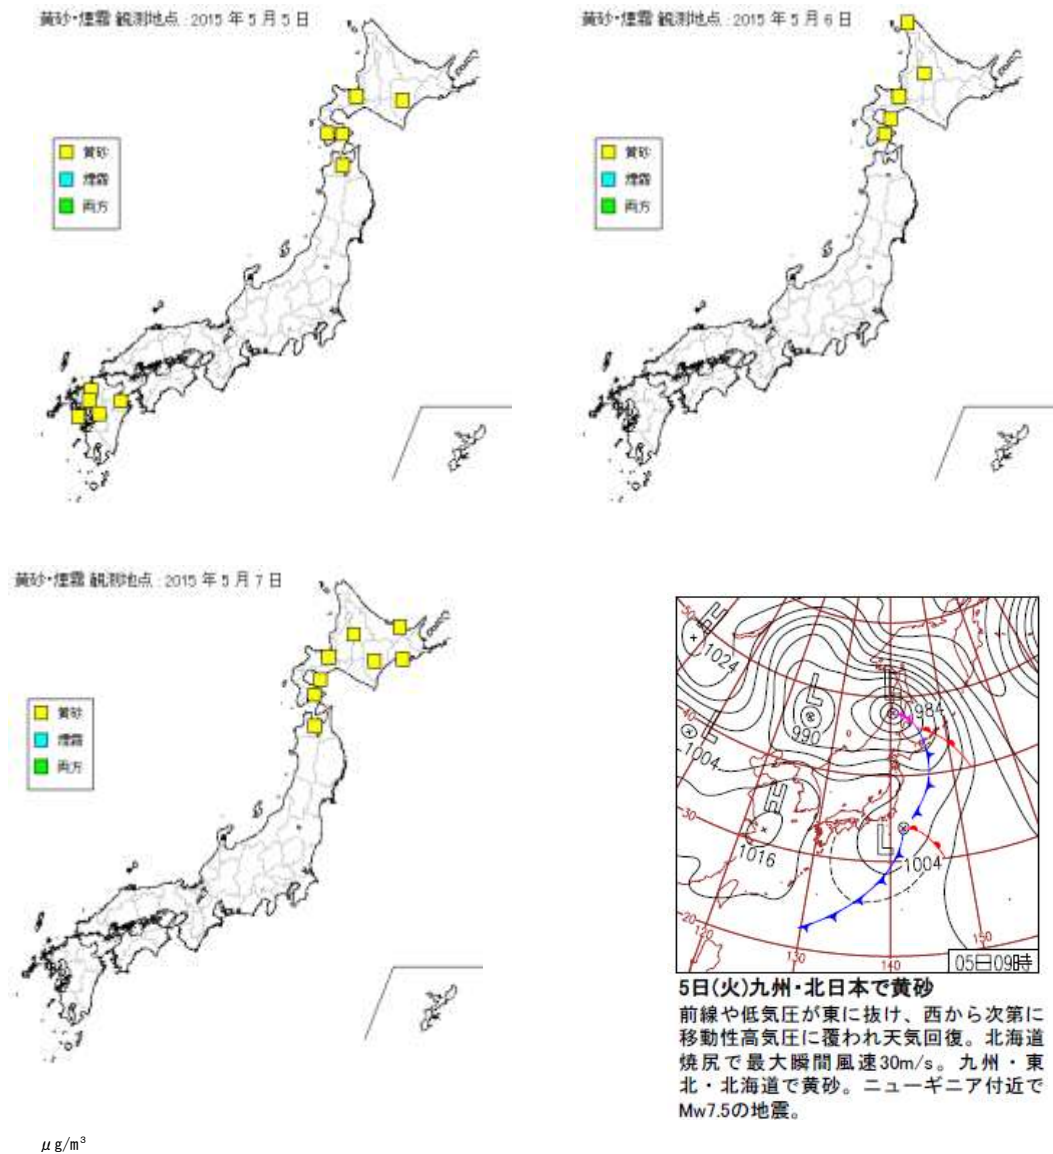 黄砂・煙霧 観測地点 : 2015 年 5 月 5 日
黄砂
煙霧
両方
黄砂・煙霧 観測地点 : 2015 年 5 月 6 日
黄砂
煙霧
両方
黄砂・煙霧 観測地点 : 2015 年 5 月 7 日
黄砂
煙霧
両方
50
H
1024
L
984
L
990
40
L
1004
H
30
1016
L
1004
20
120
130
140
150
05日09時
5日(火)九州・北日本で黄砂
前線や低気圧が東に抜け、西から次第に
移動性高気圧に覆われ天気回復。北海道
焼尻で最大瞬間風速30m/s。九州・東
北・北海道で黄砂。ニューギニア付近で
Mw7.5の地震。
μg/m³